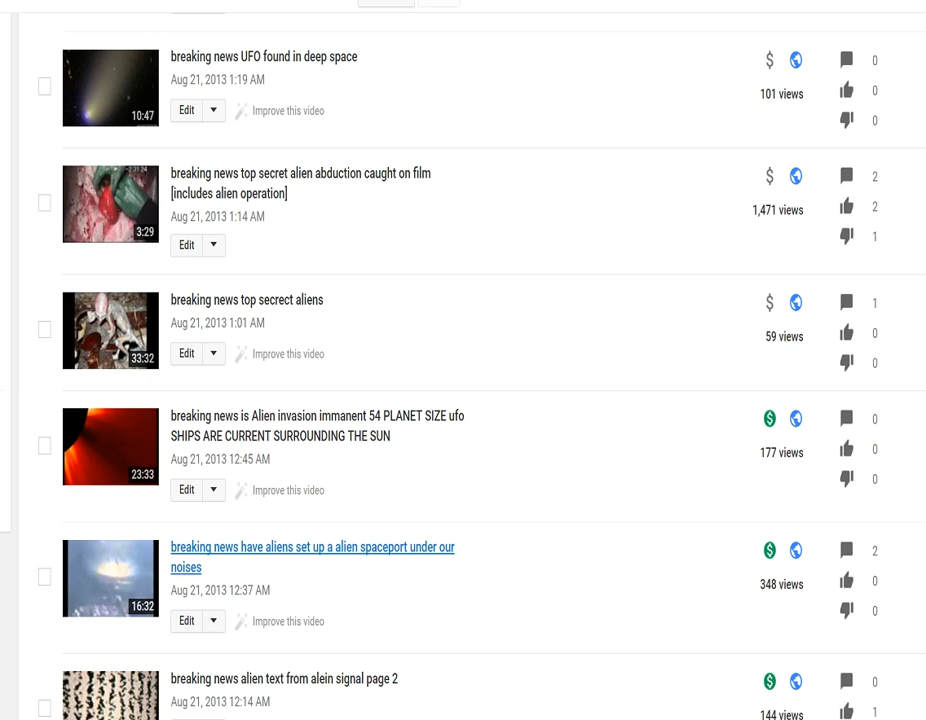 breaking news UFO found in deep space
Aug 21, 2013 1:19 AM
Edit
Improve this video
10:47
101 views
0
0
0
breaking news top secret alien abduction caught on film
[includes alien operation]
Aug 21, 2013 1:14 AM
Edit
3:29
1,471 views
2
2
1
breaking news top secrect aliens
Aug 21, 2013 1:01 AM
Edit
Improve this video
33:32
59 views
1
0
0
breaking news is Alien invasion immanent 54 PLANET SIZE ufo
SHIPS ARE CURRENT SURROUNDING THE SUN
Aug 21, 2013 12:45 AM
Edit
Improve this video
23:33
177 views
0
0
0
breaking news have aliens set up a alien spaceport under our
noises
Aug 21, 2013 12:37 AM
Edit
Improve this video
16:32
348 views
2
0
0
breaking news alien text from alein signal page 2
Aug 21, 2013 12:14 AM
144 views
0
1